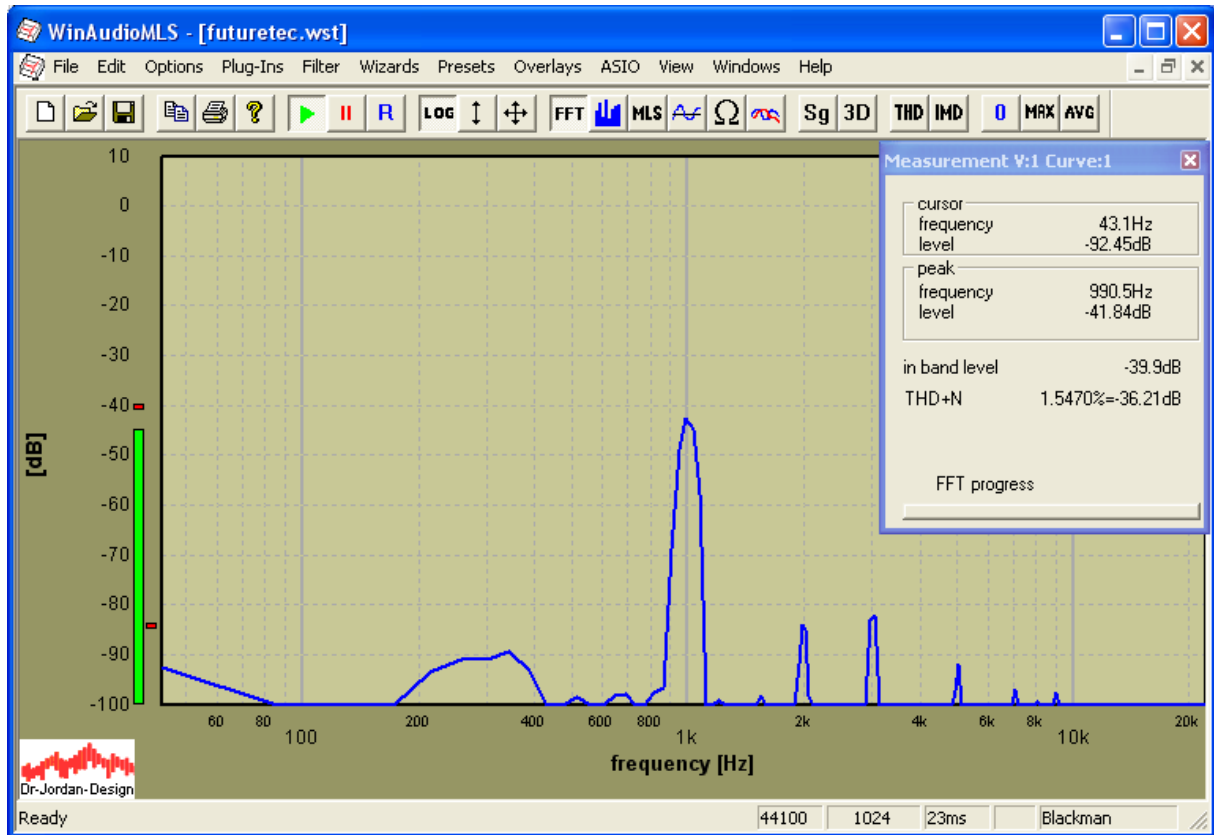 WinAudioMLS - [futuretec.wst]
File Edit Options Plug-Ins Filter Wizards Presets Overlays ASIO View Windows Help
R LOG FFT MLS Ω Sg 3D THD IMD 0 MAX AVG
Measurement V:1 Curve:1
cursor
frequency 43.1Hz
level -92.45dB
peak
frequency 990.5Hz
level -41.84dB
in band level -39.9dB
THD+N 1.5470%=-36.21dB
FFT progress
10
0
-10
-20
-30
-40
-50
-60
-70
-80
-90
-100
[dB]
60 80 200 400 600 800 2k 4k 6k 8k 20k
100 1k 10k
frequency [Hz]
Dr-Jordan-Design
Ready 44100 1024 23ms Blackman